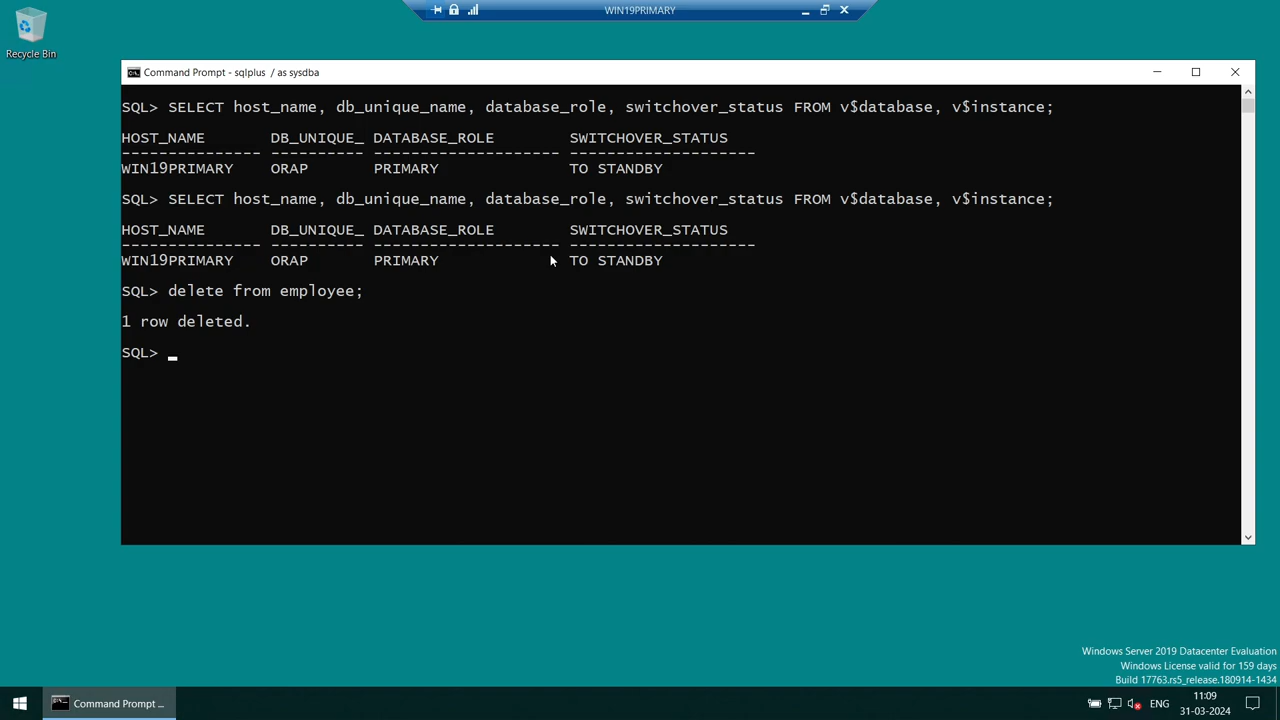 WIN19PRIMARY
Recycle Bin
Command Prompt - sqlplus / as sysdba
SQL> SELECT host_name, db_unique_name, database_role, switchover_status FROM v$database, v$instance;
HOST_NAME DB_UNIQUE_ DATABASE_ROLE SWITCHOVER_STATUS
--------------- ---------- -------------------- --------------------
WIN19PRIMARY ORAP PRIMARY TO STANDBY
SQL> SELECT host_name, db_unique_name, database_role, switchover_status FROM v$database, v$instance;
HOST_NAME DB_UNIQUE_ DATABASE_ROLE SWITCHOVER_STATUS
--------------- ---------- -------------------- --------------------
WIN19PRIMARY ORAP PRIMARY TO STANDBY
SQL> delete from employee;
1 row deleted.
SQL> _
Windows Server 2019 Datacenter Evaluation
Windows License valid for 159 days
Build 17763.rs5_release.180914-1434
Command Prompt ...
ENG
11:09
31-03-2024